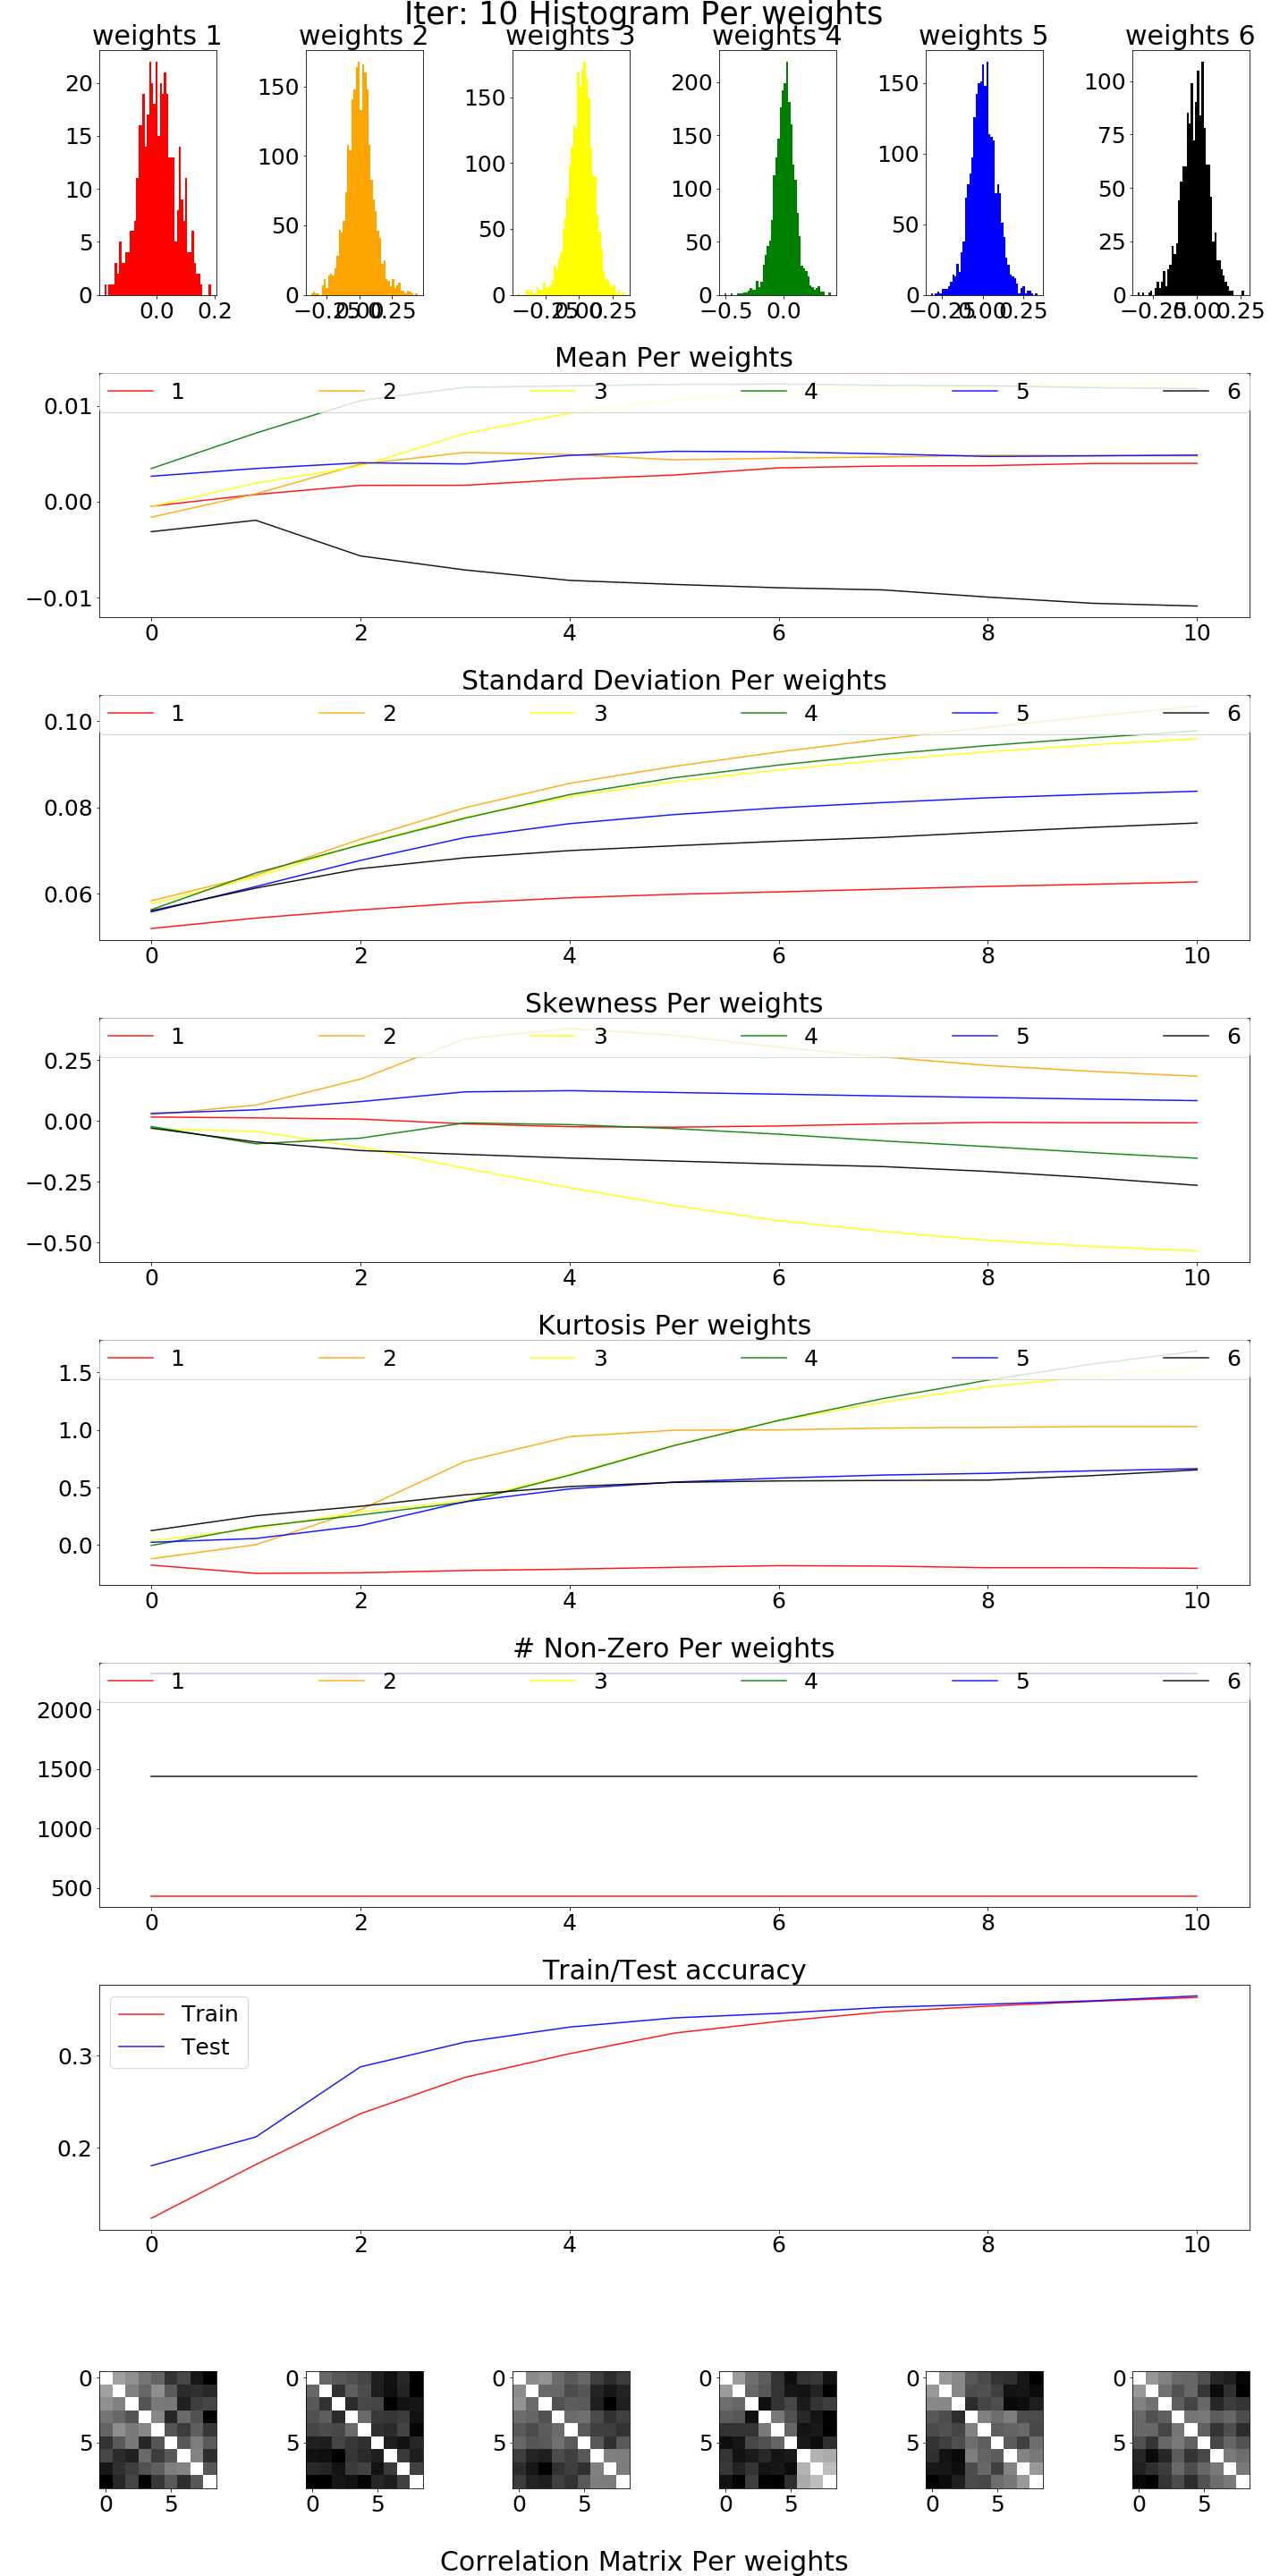 Iter: 10 Histogram Per weights
weights 1 weights 2 weights 3 weights 4 weights 5 weights 6
20
15
10
5
0
0.0 0.2
150
100
50
0
−0.25 0.00 0.25
150
100
50
0
−0.25 0.00 0.25
200
150
100
50
0
−0.5 0.0
150
100
50
0
−0.25 0.00 0.25
100
75
50
25
0
−0.25 0.00 0.25
Mean Per weights
1 2 3 4 5 6
0.01
0.00
−0.01
0 2 4 6 8 10
Standard Deviation Per weights
1 2 3 4 5 6
0.10
0.08
0.06
0 2 4 6 8 10
Skewness Per weights
1 2 3 4 5 6
0.25
0.00
−0.25
−0.50
0 2 4 6 8 10
Kurtosis Per weights
1 2 3 4 5 6
1.5
1.0
0.5
0.0
0 2 4 6 8 10
# Non-Zero Per weights
1 2 3 4 5 6
2000
1500
1000
500
0 2 4 6 8 10
Train/Test accuracy
Train
Test
0.3
0.2
0 2 4 6 8 10
0 0 0 0 0 0
5 5 5 5 5 5
0 5 0 5 0 5 0 5 0 5 0 5
Correlation Matrix Per weights